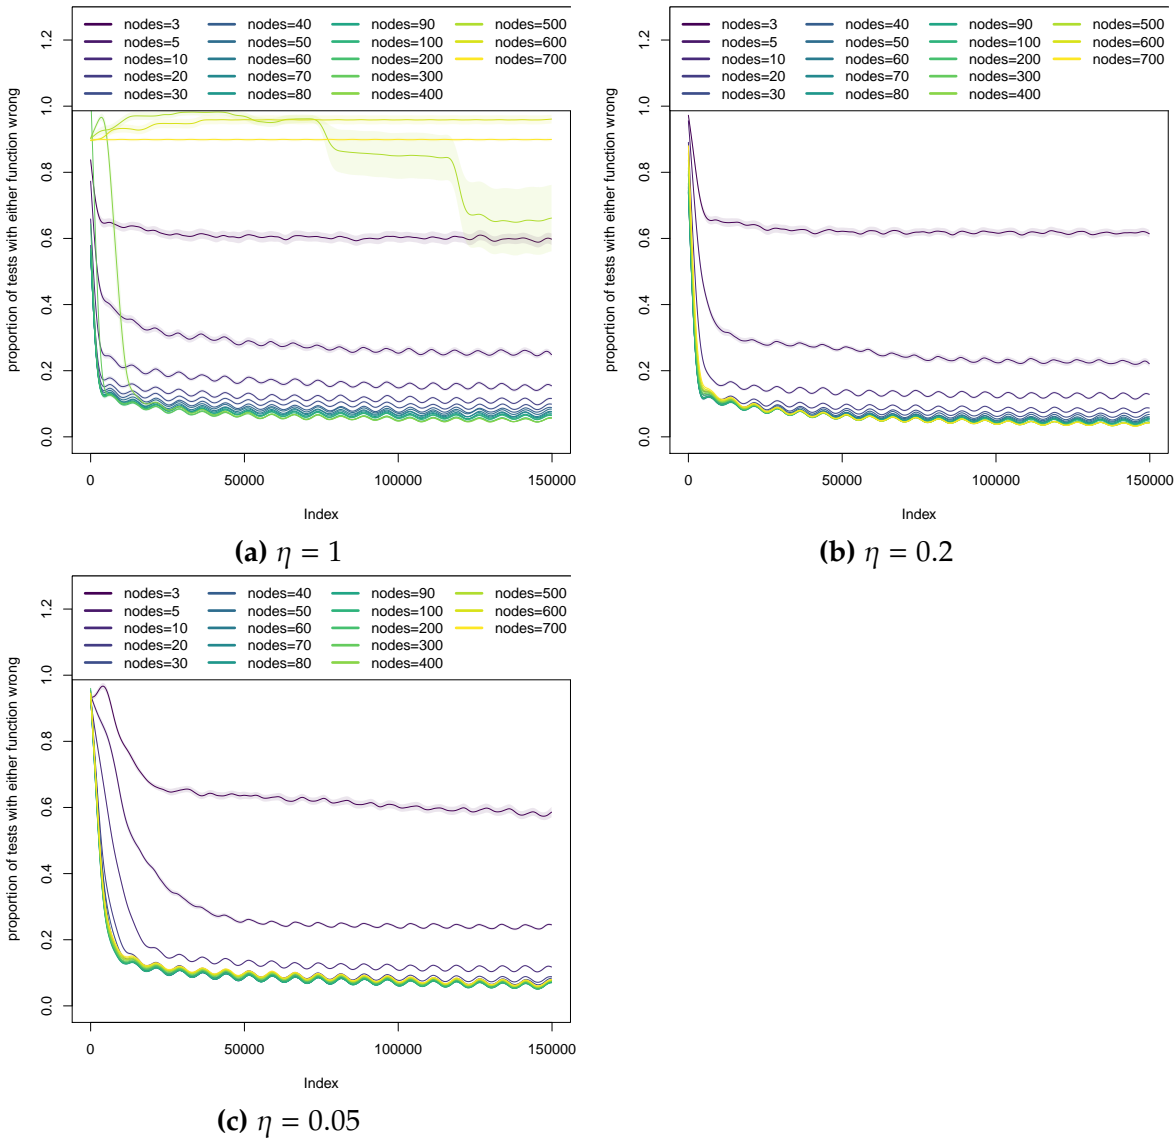 nodes=3 nodes=40 nodes=90 nodes=500
nodes=5 nodes=50 nodes=100 nodes=600
nodes=10 nodes=60 nodes=200 nodes=700
nodes=20 nodes=70 nodes=300
nodes=30 nodes=80 nodes=400
proportion of tests with either function wrong
1.2
1.0
0.8
0.6
0.4
0.2
0.0
0 50000 100000 150000
Index
(a) η = 1
nodes=3 nodes=40 nodes=90 nodes=500
nodes=5 nodes=50 nodes=100 nodes=600
nodes=10 nodes=60 nodes=200 nodes=700
nodes=20 nodes=70 nodes=300
nodes=30 nodes=80 nodes=400
proportion of tests with either function wrong
1.2
1.0
0.8
0.6
0.4
0.2
0.0
0 50000 100000 150000
Index
(b) η = 0.2
nodes=3 nodes=40 nodes=90 nodes=500
nodes=5 nodes=50 nodes=100 nodes=600
nodes=10 nodes=60 nodes=200 nodes=700
nodes=20 nodes=70 nodes=300
nodes=30 nodes=80 nodes=400
proportion of tests with either function wrong
1.2
1.0
0.8
0.6
0.4
0.2
0.0
0 50000 100000 150000
Index
(c) η = 0.05